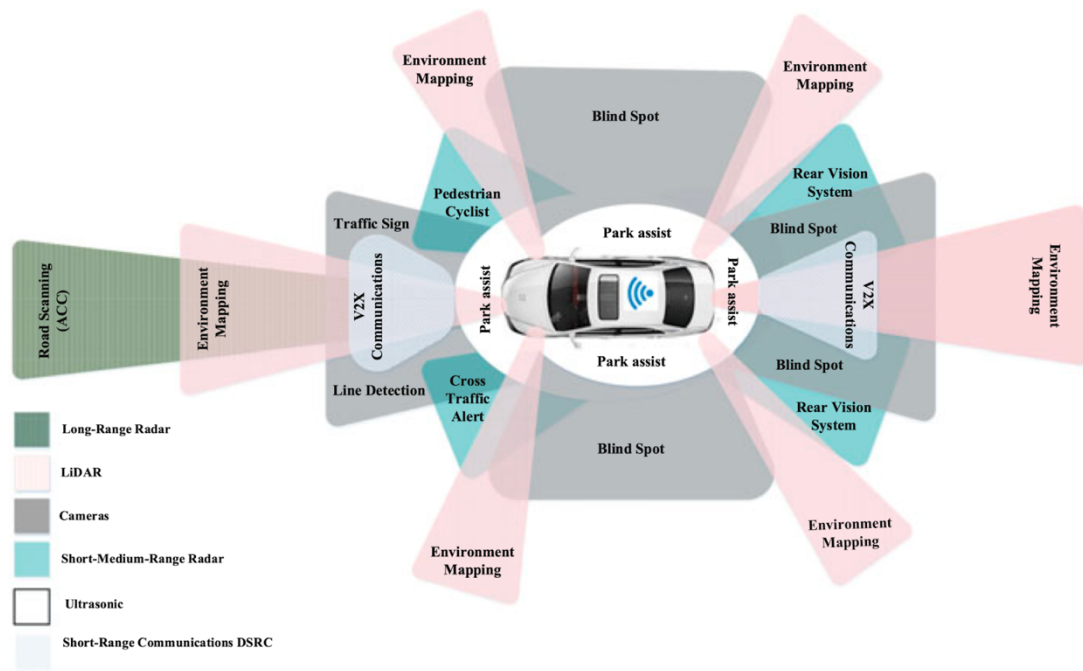 Environment
Mapping
Environment
Mapping
Blind Spot
Pedestrian
Cyclist
Rear Vision
System
Traffic Sign
Park assist
Blind Spot
Road Scanning
(ACC)
Environment
Mapping
V2X
Communications
Park assist
Park assist
V2X
Communications
Environment
Mapping
Park assist
Blind Spot
Line Detection
Cross
Traffic
Alert
Rear Vision
System
Blind Spot
Environment
Mapping
Environment
Mapping
Long-Range Radar
LiDAR
Cameras
Short-Medium-Range Radar
Ultrasonic
Short-Range Communications DSRC